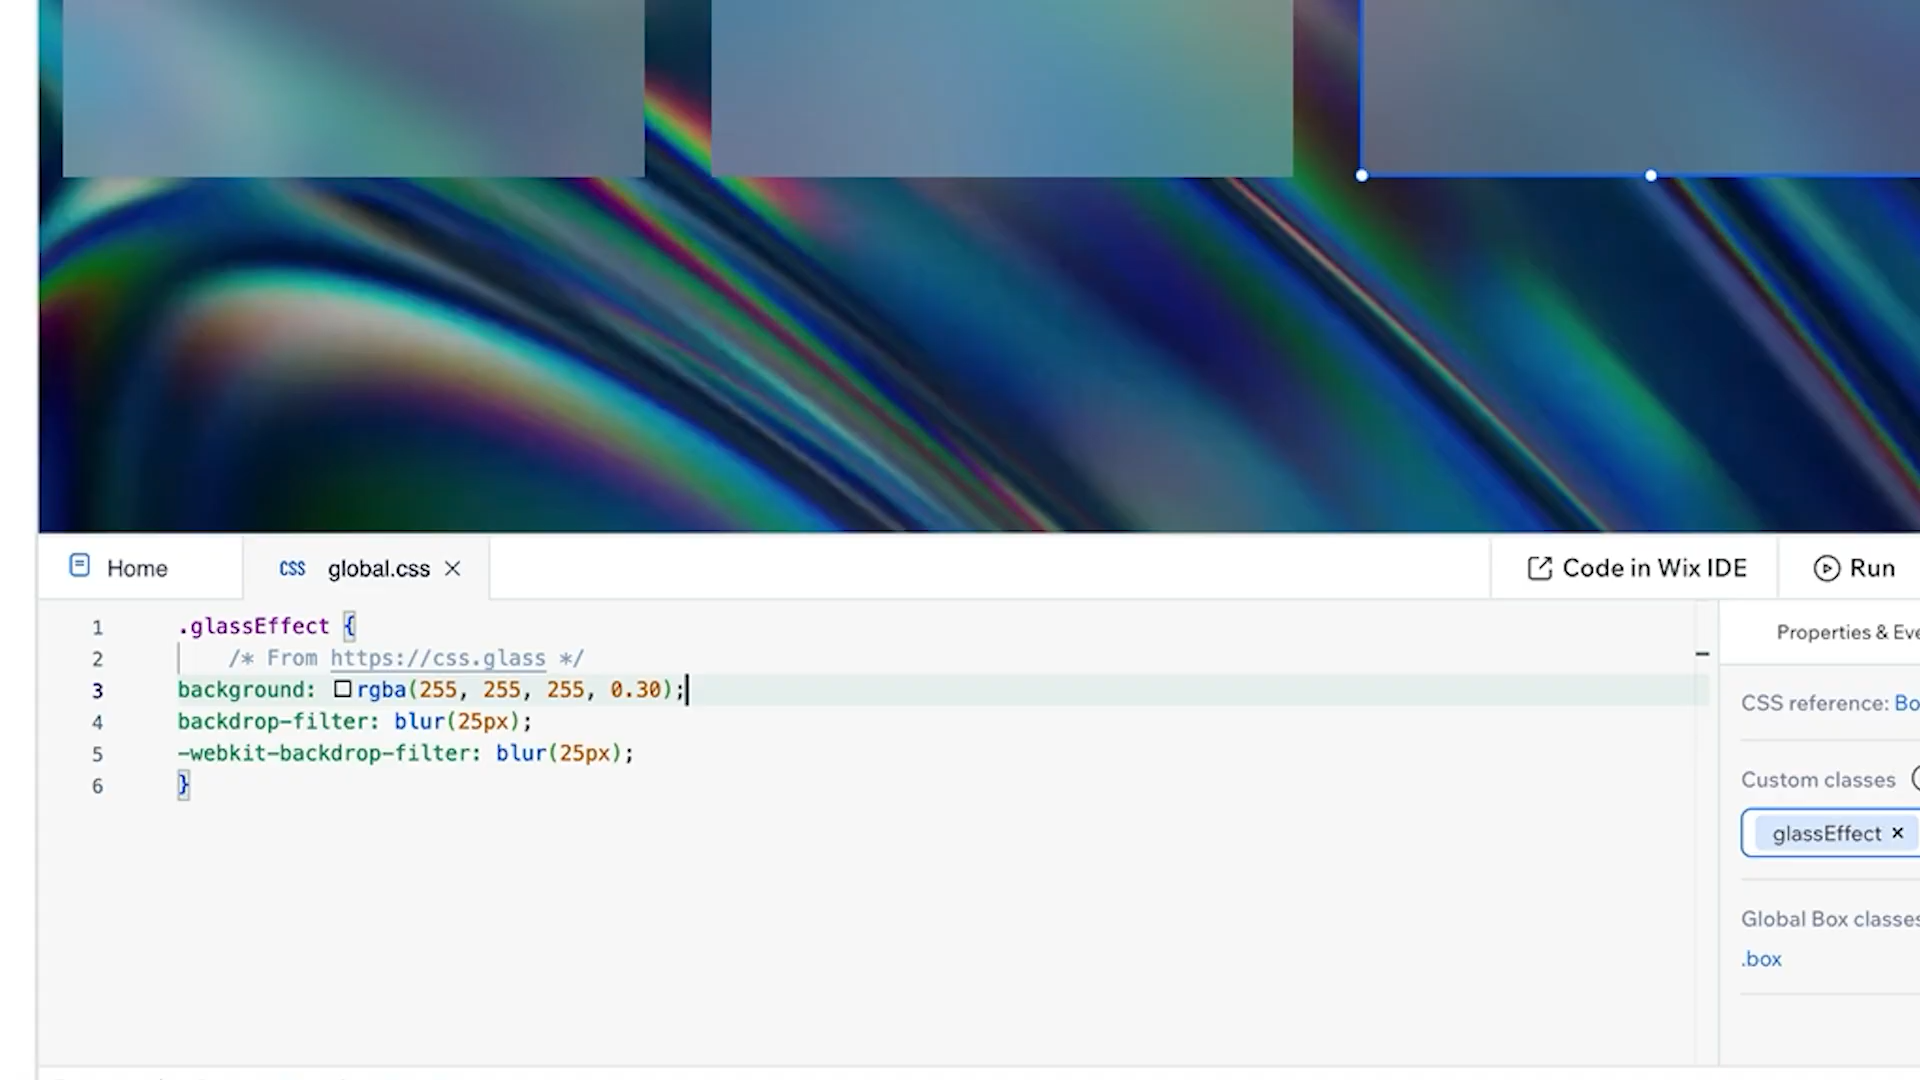 Home
CSS global.css
Code in Wix IDE
Run
1 .glassEffect {
2 /* From https://css.glass */
3 background: rgba(255, 255, 255, 0.30);
4 backdrop-filter: blur(25px);
5 -webkit-backdrop-filter: blur(25px);
6 }
Properties & Eve
CSS reference: Bo
Custom classes
glassEffect ×
Global Box classes
.box